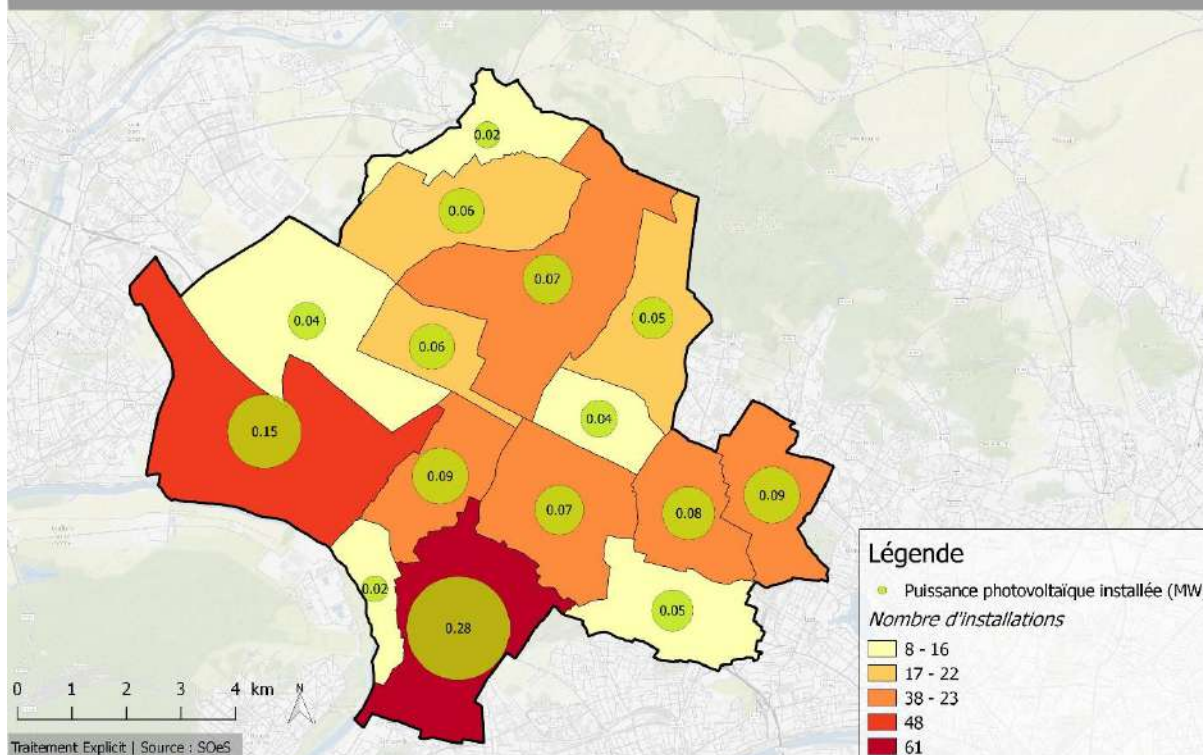 0.02
0.06
0.07
0.05
0.04
0.06
0.04
0.15
0.09
0.07
0.08
0.09
0.02
0.28
0.05
Légende
Puissance photovoltaïque installée (MW
Nombre d'installations
8 - 16
17 - 22
38 - 23
48
61
0 1 2 3 4 km
N
Traitement Explicit | Source : SOeS